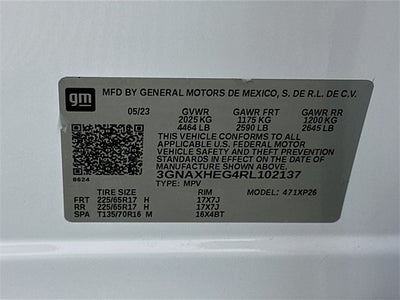 gm MFD BY GENERAL MOTORS DE MEXICO, S. DE R.L. DE C.V.
05/23 GVWR GAWR FRT GAWR RR
2025 KG 1175 KG 1200 KG
4464 LB 2590 LB 2645 LB
THIS VEHICLE CONFORMS TO ALL
APPLICABLE U.S. FEDERAL MOTOR
VEHICLE SAFETY AND THEFT PREVENTION
STANDARDS IN EFFECT ON THE DATE OF
MANUFACTURE SHOWN ABOVE.
3GNAXHEG4RL102137
8624 TYPE: MPV MODEL: 471XP26
TIRE SIZE RIM
FRT 225/65R17 H 17X7J
RR 225/65R17 H 17X7J
SPA T135/70R16 M 16X4BT